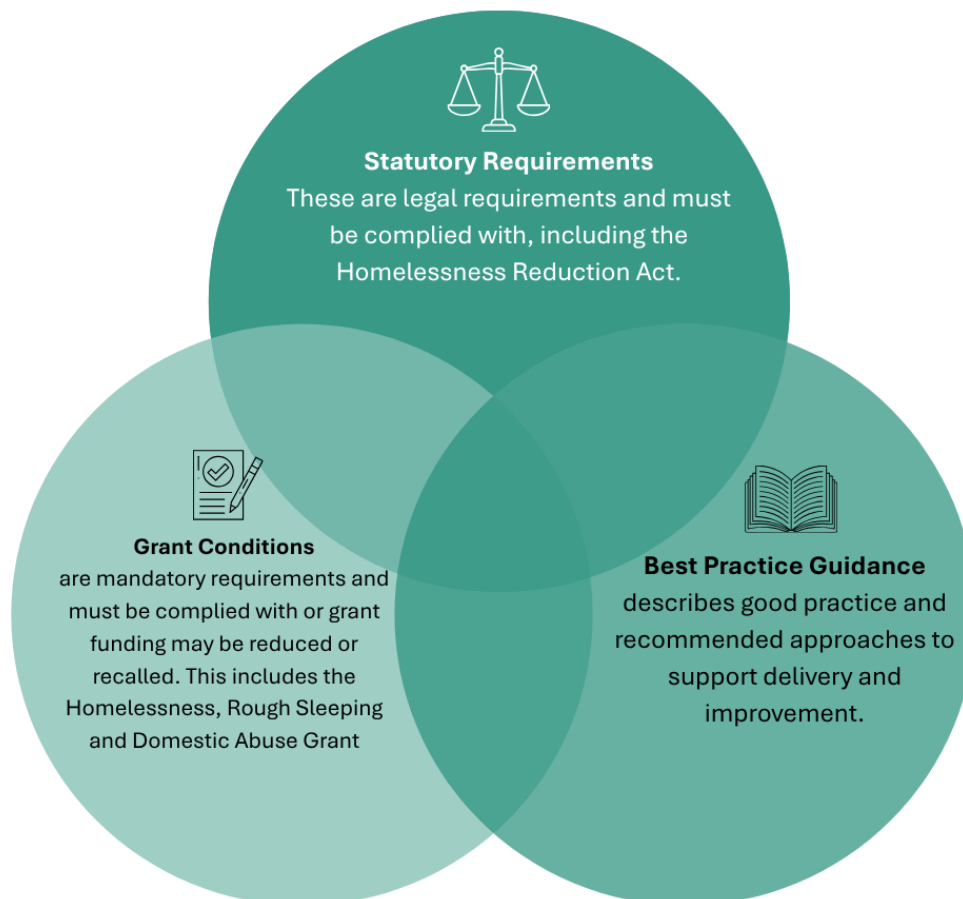 Statutory Requirements
These are legal requirements and must
be complied with, including the
Homelessness Reduction Act.
Grant Conditions
are mandatory requirements and
must be complied with or grant
funding may be reduced or
recalled. This includes the
Homelessness, Rough Sleeping
and Domestic Abuse Grant
Best Practice Guidance
describes good practice and
recommended approaches to
support delivery and
improvement.